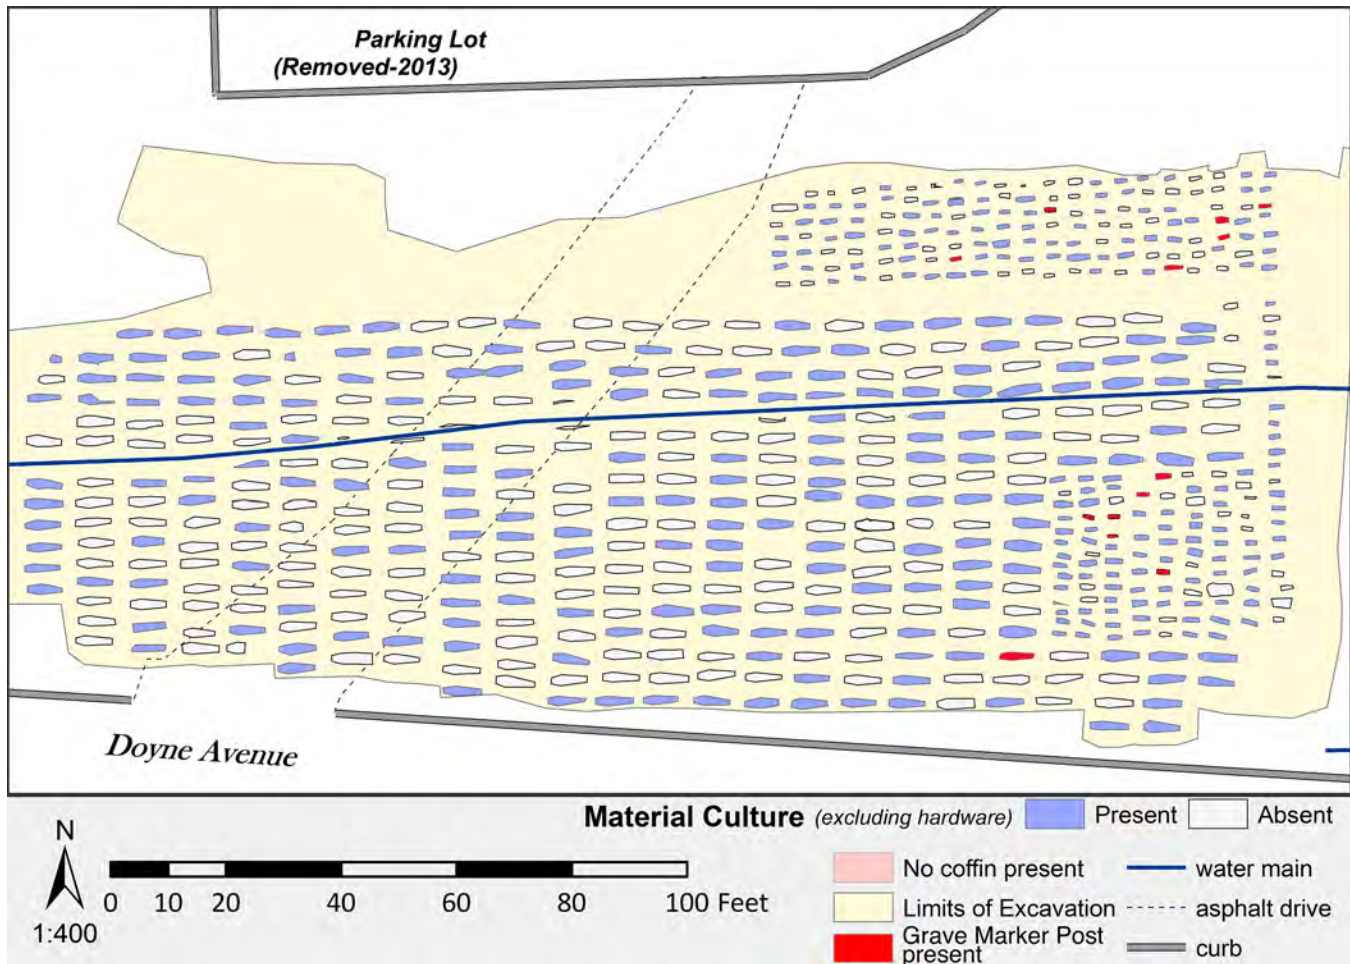 Parking Lot
(Removed-2013)
Doyne Avenue
Material Culture (excluding hardware) Present Absent
N
0 10 20 40 60 80 100 Feet
1:400
No coffin present
water main
Limits of Excavation
asphalt drive
Grave Marker Post
present
curb